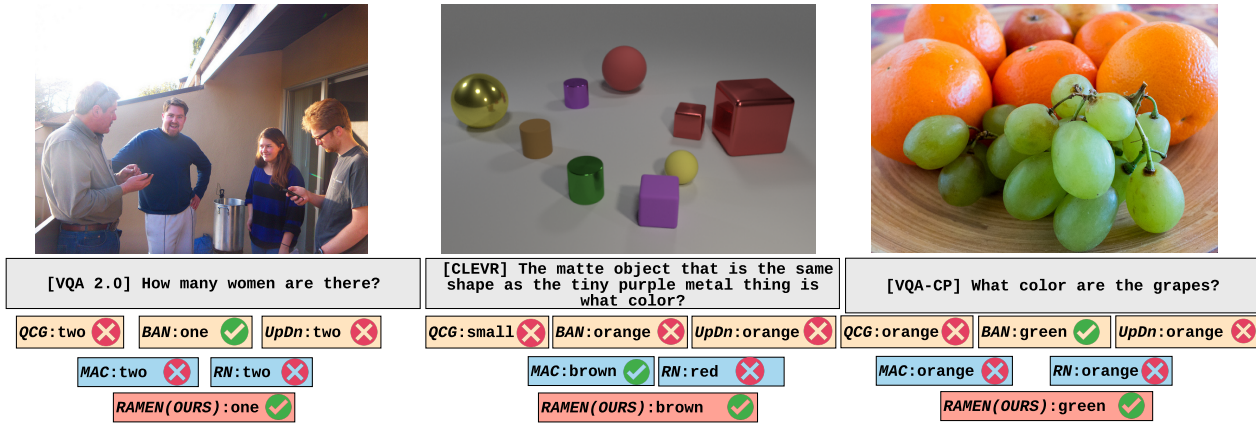 [VQA 2.0] How many women are there?
QCG:two BAN:one UpDn:two
MAC:two RN:two
RAMEN(OURS):one
[CLEVR] The matte object that is the same
shape as the tiny purple metal thing is
what color?
QCG:small BAN:orange UpDn:orange
MAC:brown RN:red
RAMEN(OURS):brown
[VQA-CP] What color are the grapes?
QCG:orange BAN:green UpDn:orange
MAC:orange RN:orange
RAMEN(OURS):green